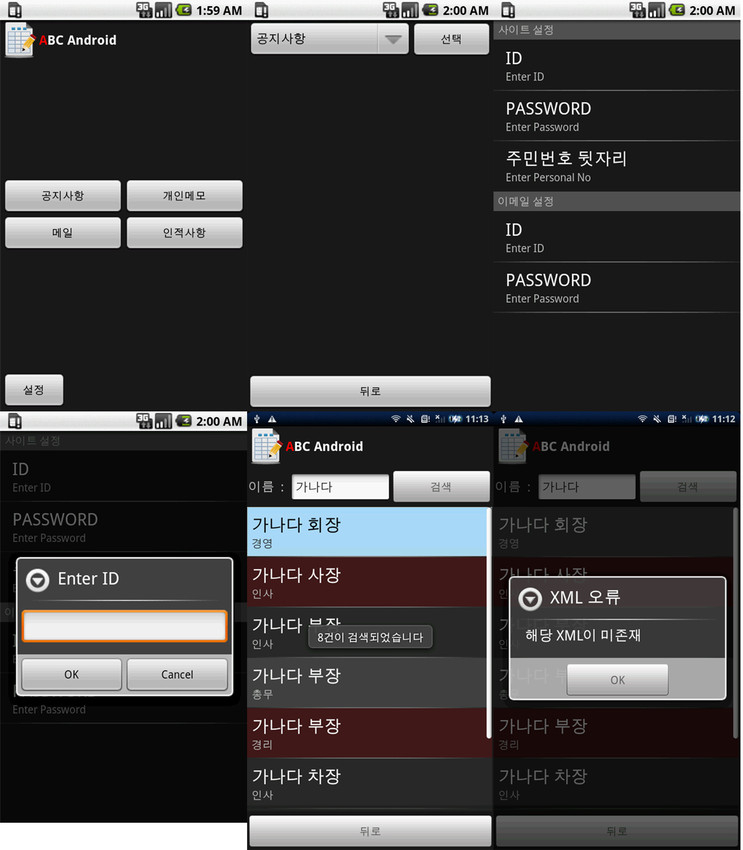 3G 1:59 AM
ABC Android
공지사항 개인메모
메일 인적사항
설정
3G 2:00 AM
공지사항 선택
뒤로
3G 2:00 AM
사이트 설정
ID
Enter ID
PASSWORD
Enter Password
주민번호 뒷자리
Enter Personal No
이메일 설정
ID
Enter ID
PASSWORD
Enter Password
3G 2:00 AM
사이트 설정
ID
Enter ID
PASSWORD
Enter Password
Enter ID
OK Cancel
이
Enter Password
11:13
ABC Android
이름 : 가나다 검색
가나다 회장
경영
가나다 사장
인사
가나다 부장
인사
8건이 검색되었습니다
가나다 부장
총무
가나다 부장
경리
가나다 차장
인사
뒤로
11:12
ABC Android
이름 : 가나다 검색
가나다 회장
경영
가나다 사장
XML 오류
해당 XML이 미존재
OK
가나다 부장
경리
가나다 차장
인사
뒤로